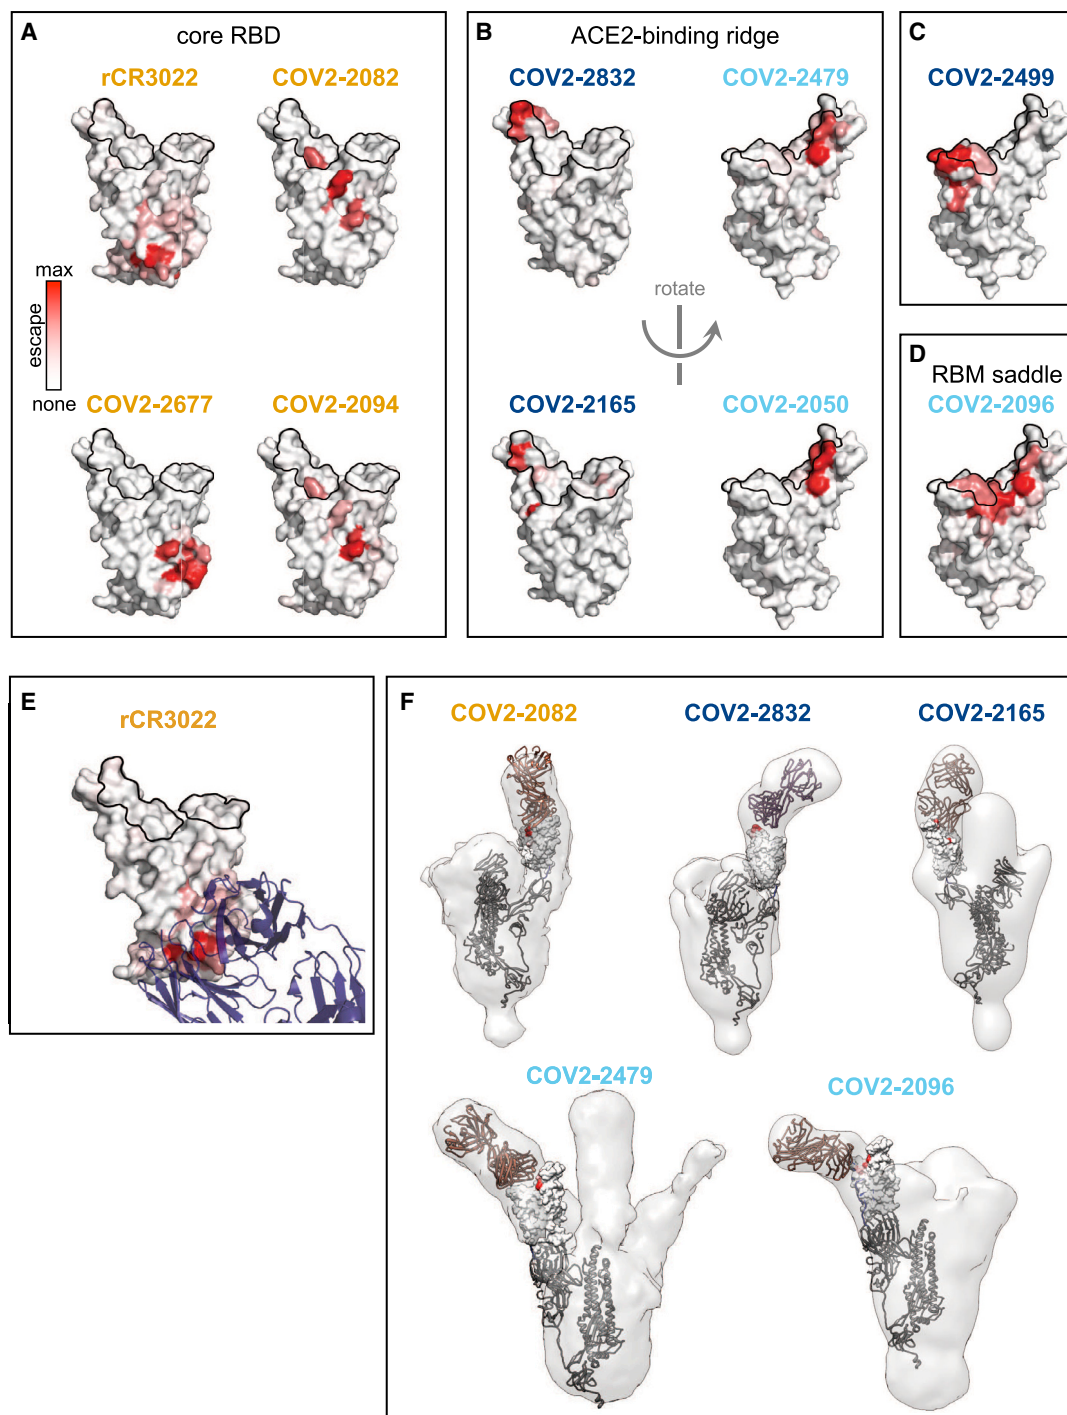 A
core RBD
rCR3022
COV2-2082
max
escape
none
COV2-2677
COV2-2094
B
ACE2-binding ridge
COV2-2832
COV2-2479
rotate
COV2-2165
COV2-2050
C
COV2-2499
D
RBM saddle
COV2-2096
E
rCR3022
F
COV2-2082
COV2-2832
COV2-2165
COV2-2479
COV2-2096